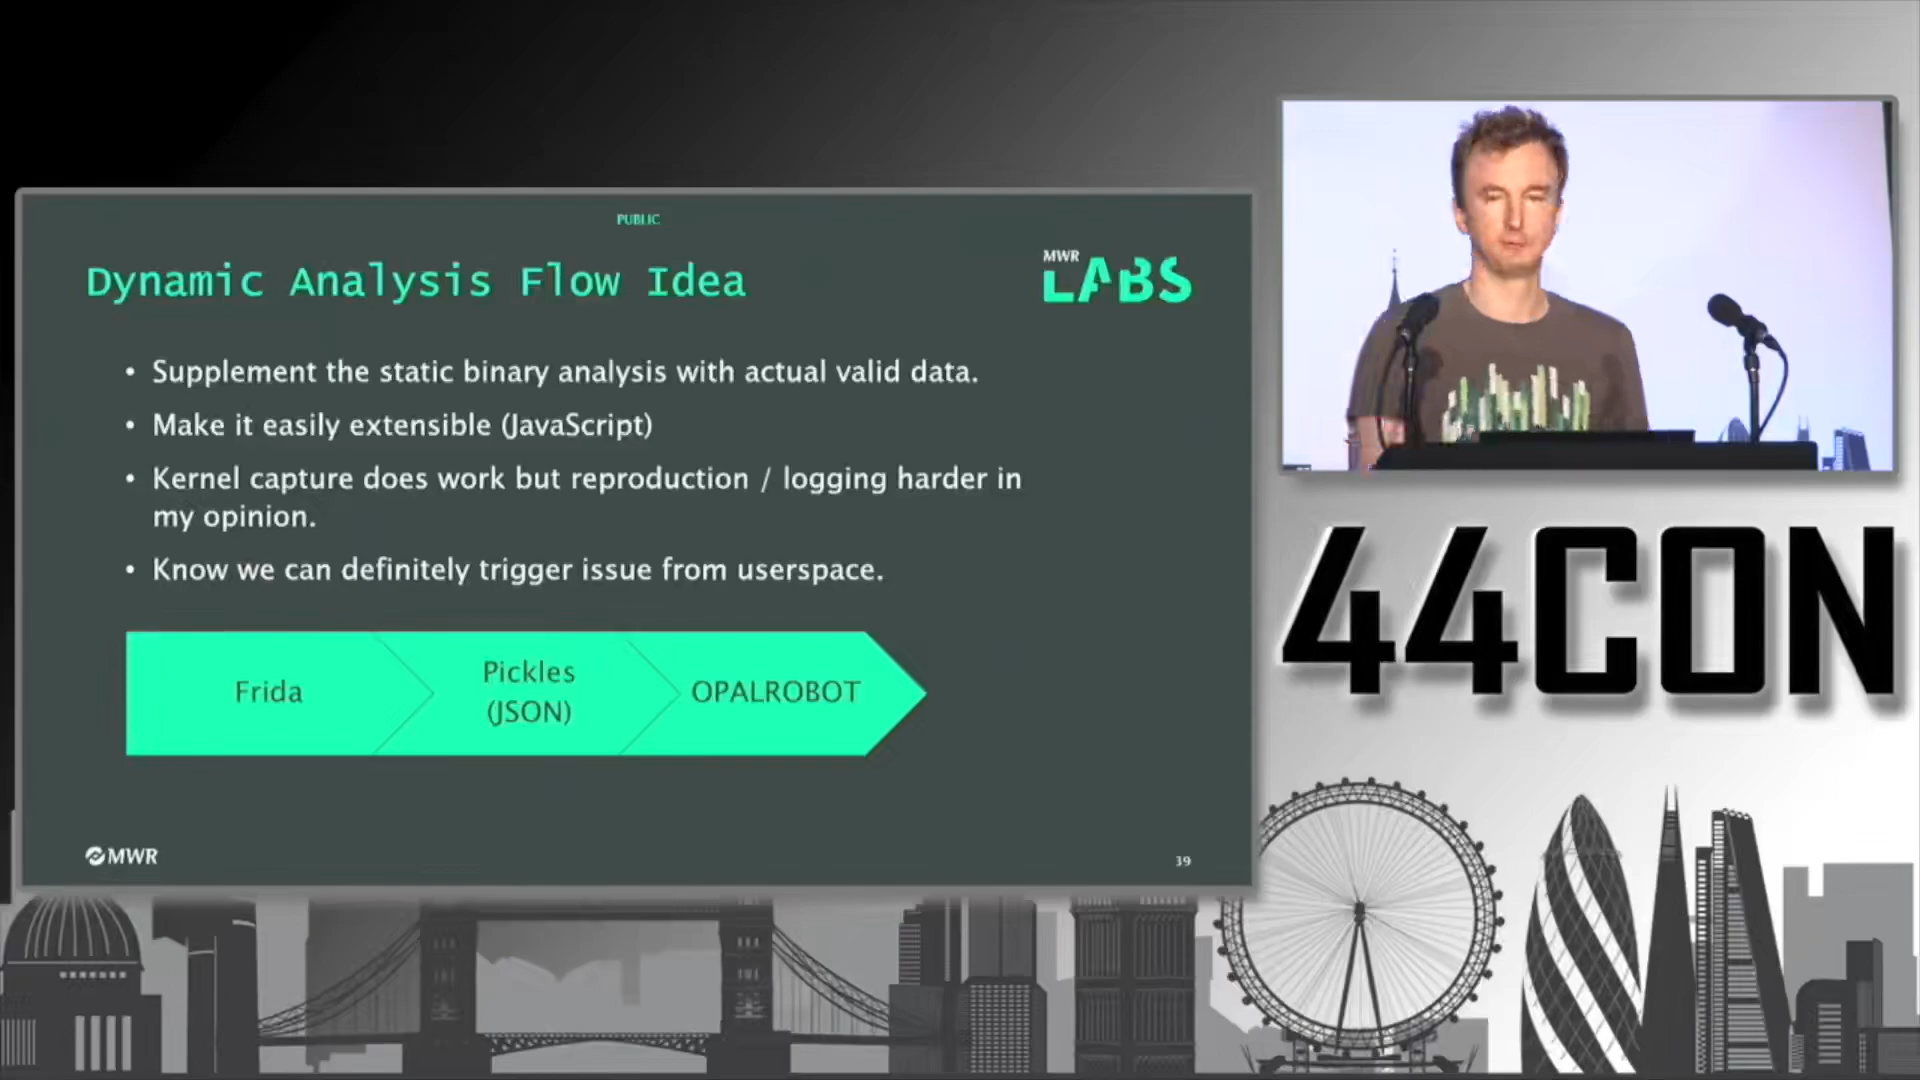 PUBLIC
Dynamic Analysis Flow Idea
MWR
LABS
• Supplement the static binary analysis with actual valid data.
• Make it easily extensible (JavaScript)
• Kernel capture does work but reproduction / logging harder in
my opinion.
• Know we can definitely trigger issue from userspace.
Frida
Pickles
(JSON)
OPALROBOT
MWR
39
44CON